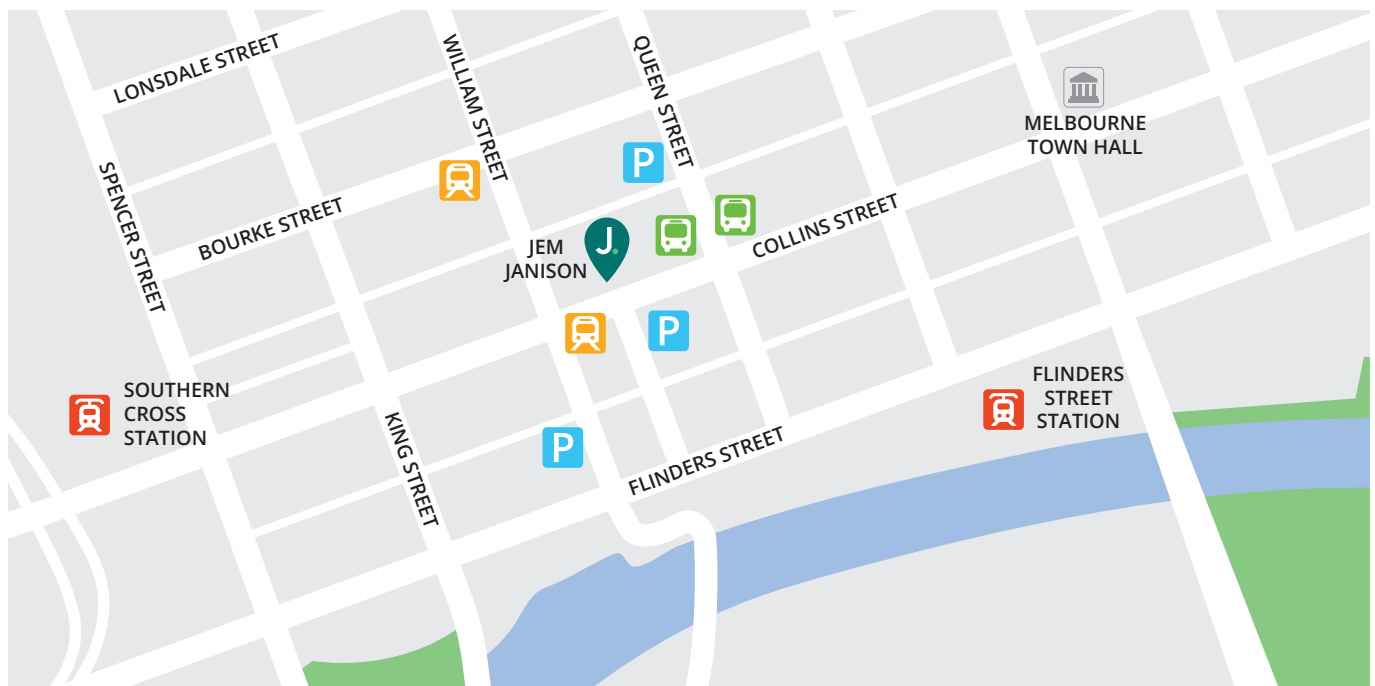 LONSDALE STREET
WILLIAM STREET
QUEEN STREET
MELBOURNE
TOWN HALL
P
SPENCER STREET
BOURKE STREET
COLLINS STREET
JEM
JANISON
J.
P
SOUTHERN
CROSS
STATION
KING STREET
P
FLINDERS STREET
FLINDERS
STREET
STATION